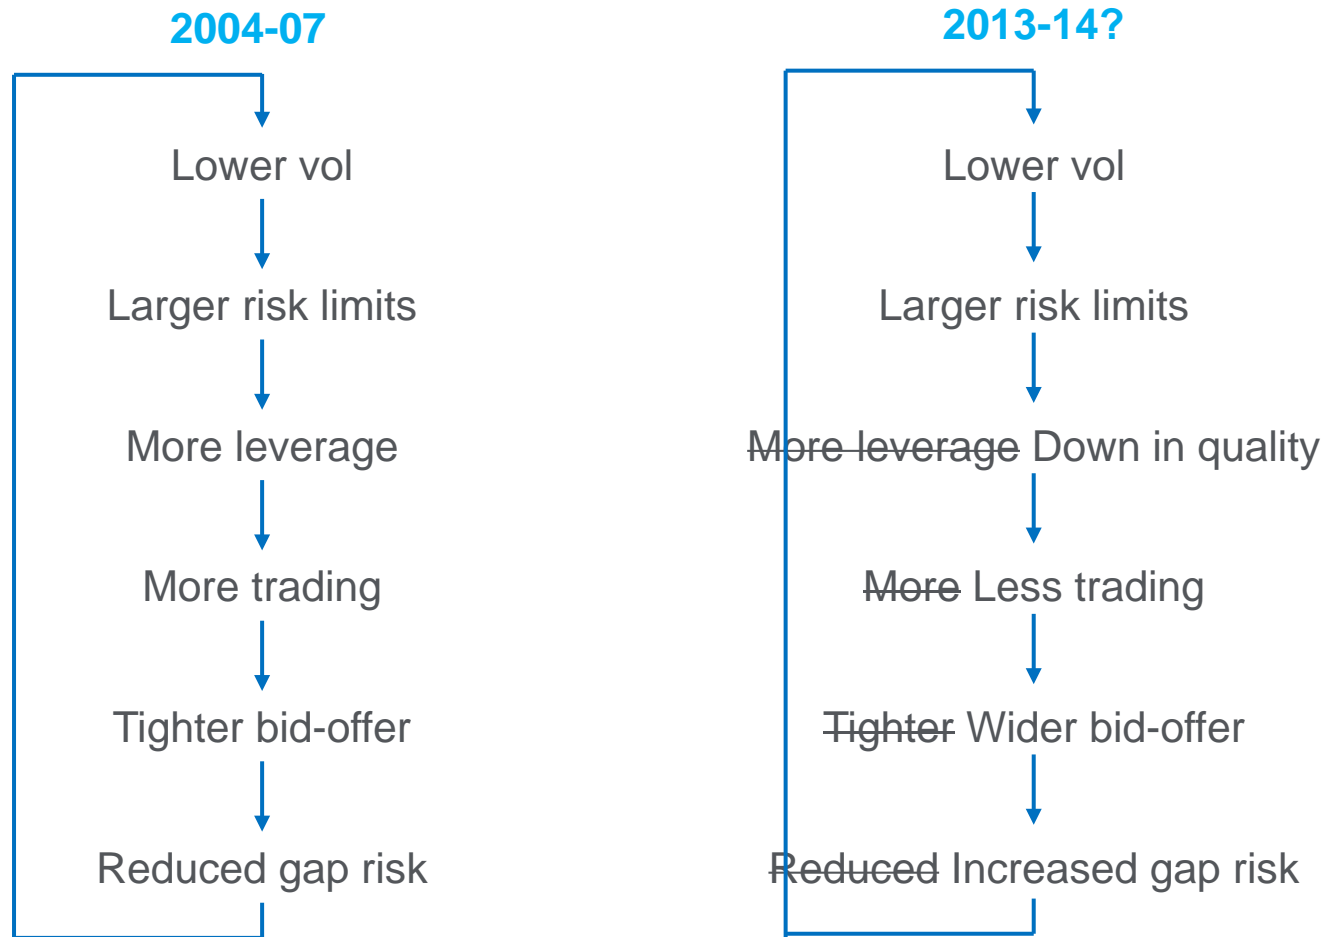 2004-07
Lower vol
Larger risk limits
More leverage
More trading
Tighter bid-offer
Reduced gap risk
2013-14?
Lower vol
Larger risk limits
More leverage Down in quality
More Less trading
Tighter Wider bid-offer
Reduced Increased gap risk